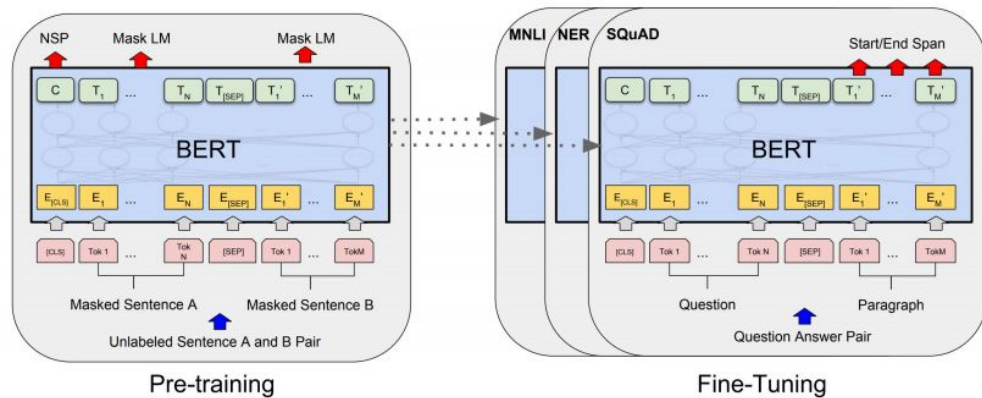 NSP Mask LM Mask LM
C T1 ... TN T[SEP] T1' ... TM'
BERT
E[CLS] E1 ... EN E[SEP] E1' ... EM'
[CLS] Tok 1 ... Tok N [SEP] Tok 1 ... TokM
Masked Sentence A Masked Sentence B
Unlabeled Sentence A and B Pair
Pre-training
MNLI NER SQuAD
Start/End Span
C T1 ... TN T[SEP] T1' ... TM'
BERT
E[CLS] E1 ... EN E[SEP] E1' ... EM'
[CLS] Tok 1 ... Tok N [SEP] Tok 1 ... TokM
Question Paragraph
Question Answer Pair
Fine-Tuning